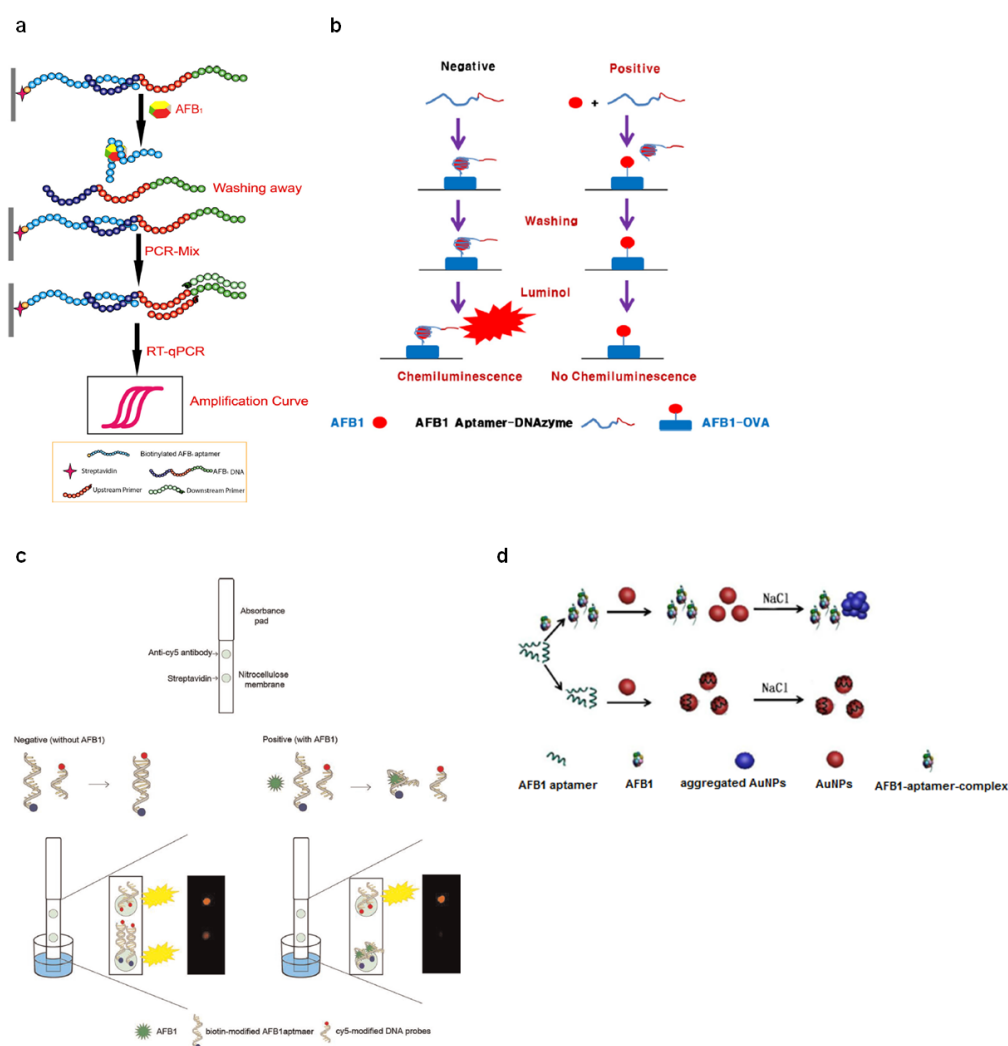 a
AFB₁
Washing away
PCR-Mix
RT-qPCR
Amplification Curve
Biotinylated AFB₁ aptamer
Streptavidin
AFB₁ DNA
Upstream Primer
Downstream Primer
b
Negative
Positive
+
Washing
Luminol
Chemiluminescence
No Chemiluminescence
AFB1
AFB1 Aptamer-DNAzyme
AFB1-OVA
c
Absorbance
pad
Anti-cy5 antibody
Streptavidin
Nitrocellulose
membrane
Negative (without AFB1)
Positive (with AFB1)
AFB1
biotin-modified AFB1aptmaer
cy5-modified DNA probes
d
NaCl
NaCl
AFB1 aptamer
AFB1
aggregated AuNPs
AuNPs
AFB1-aptamer-complex